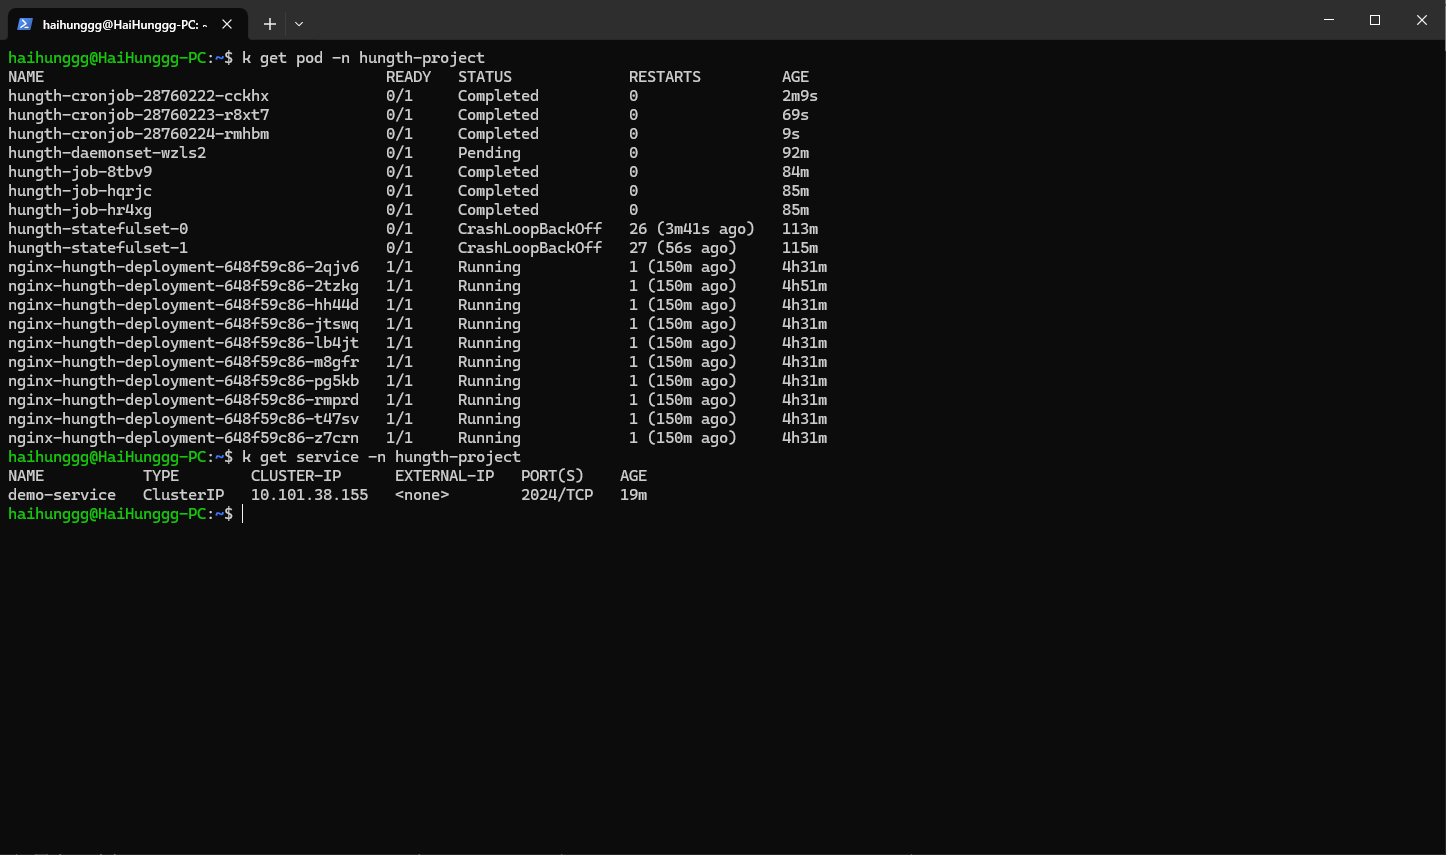 haihunggg@HaiHunggg-PC: ~
haihunggg@HaiHunggg-PC:~$ k get pod -n hungth-project
NAME READY STATUS RESTARTS AGE
hungth-cronjob-28760222-cckhx 0/1 Completed 0 2m9s
hungth-cronjob-28760223-r8xt7 0/1 Completed 0 69s
hungth-cronjob-28760224-rmhbm 0/1 Completed 0 9s
hungth-daemonset-wzls2 0/1 Pending 0 92m
hungth-job-8tbv9 0/1 Completed 0 84m
hungth-job-hqrjc 0/1 Completed 0 85m
hungth-job-hr4xg 0/1 Completed 0 85m
hungth-statefulset-0 0/1 CrashLoopBackOff 26 (3m41s ago) 113m
hungth-statefulset-1 0/1 CrashLoopBackOff 27 (56s ago) 115m
nginx-hungth-deployment-648f59c86-2qjv6 1/1 Running 1 (150m ago) 4h31m
nginx-hungth-deployment-648f59c86-2tzkg 1/1 Running 1 (150m ago) 4h51m
nginx-hungth-deployment-648f59c86-hh44d 1/1 Running 1 (150m ago) 4h31m
nginx-hungth-deployment-648f59c86-jtswq 1/1 Running 1 (150m ago) 4h31m
nginx-hungth-deployment-648f59c86-lb4jt 1/1 Running 1 (150m ago) 4h31m
nginx-hungth-deployment-648f59c86-m8gfr 1/1 Running 1 (150m ago) 4h31m
nginx-hungth-deployment-648f59c86-pg5kb 1/1 Running 1 (150m ago) 4h31m
nginx-hungth-deployment-648f59c86-rmprd 1/1 Running 1 (150m ago) 4h31m
nginx-hungth-deployment-648f59c86-t47sv 1/1 Running 1 (150m ago) 4h31m
nginx-hungth-deployment-648f59c86-z7crn 1/1 Running 1 (150m ago) 4h31m
haihunggg@HaiHunggg-PC:~$ k get service -n hungth-project
NAME TYPE CLUSTER-IP EXTERNAL-IP PORT(S) AGE
demo-service ClusterIP 10.101.38.155 <none> 2024/TCP 19m
haihunggg@HaiHunggg-PC:~$